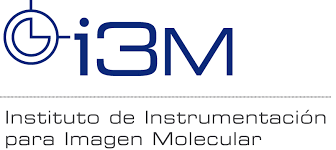 i3M
Instituto de Instrumentación
para Imagen Molecular